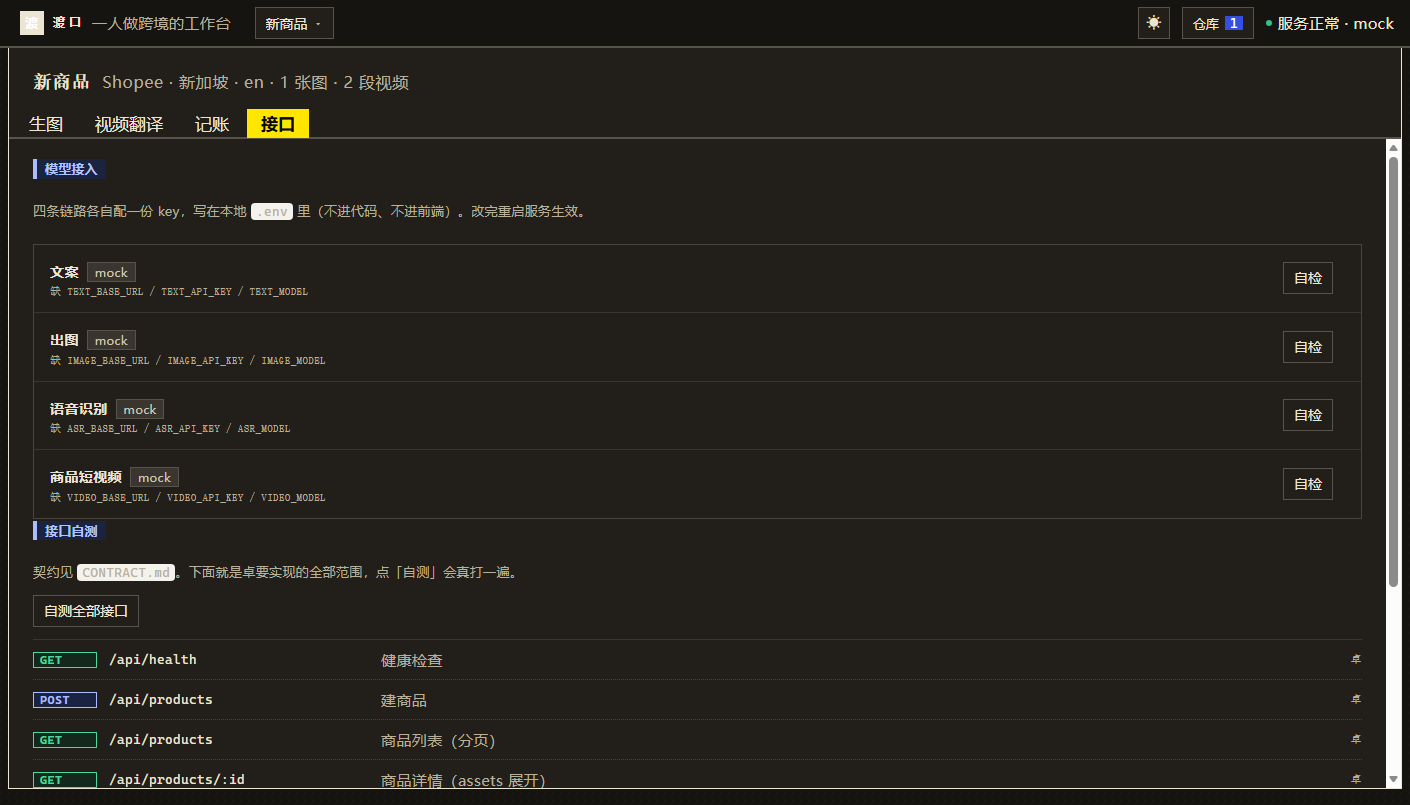 渡 渡口 一人做跨境的工作台 新商品 仓库 1 服务正常 · mock
新商品 Shopee · 新加坡 · en · 1 张图 · 2 段视频
生图 视频翻译 记账 接口
模型接入
四条链路各自配一份 key，写在本地 .env 里（不进代码、不进前端）。改完重启服务生效。
文案 mock
缺 TEXT_BASE_URL / TEXT_API_KEY / TEXT_MODEL
自检
出图 mock
缺 IMAGE_BASE_URL / IMAGE_API_KEY / IMAGE_MODEL
自检
语音识别 mock
缺 ASR_BASE_URL / ASR_API_KEY / ASR_MODEL
自检
商品短视频 mock
缺 VIDEO_BASE_URL / VIDEO_API_KEY / VIDEO_MODEL
自检
接口自测
契约见 CONTRACT.md。下面就是卓要实现的全部范围，点「自测」会真打一遍。
自测全部接口
GET /api/health 健康检查 卓
POST /api/products 建商品 卓
GET /api/products 商品列表（分页） 卓
GET /api/products/:id 商品详情（assets 展开） 卓